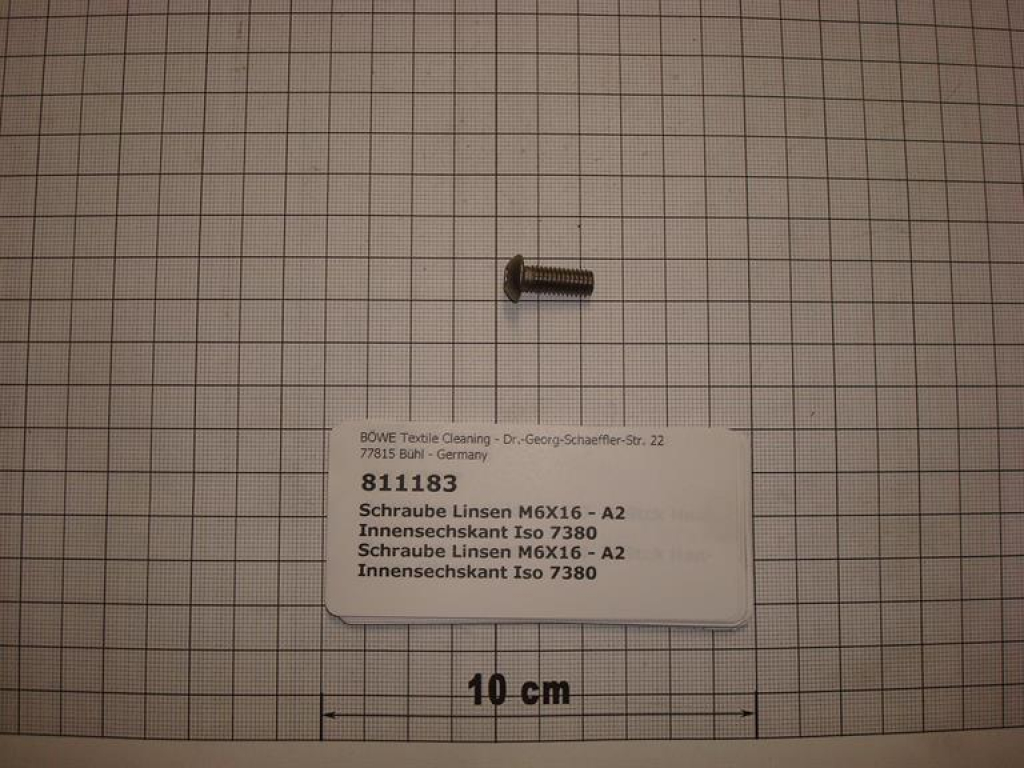 BÖWE Textile Cleaning - Dr.-Georg-Schaeffler-Str. 22
77815 Bühl - Germany
811183
Schraube Linsen M6X16 - A2
Innensechskant Iso 7380
Schraube Linsen M6X16 - A2
Innensechskant Iso 7380
10 cm